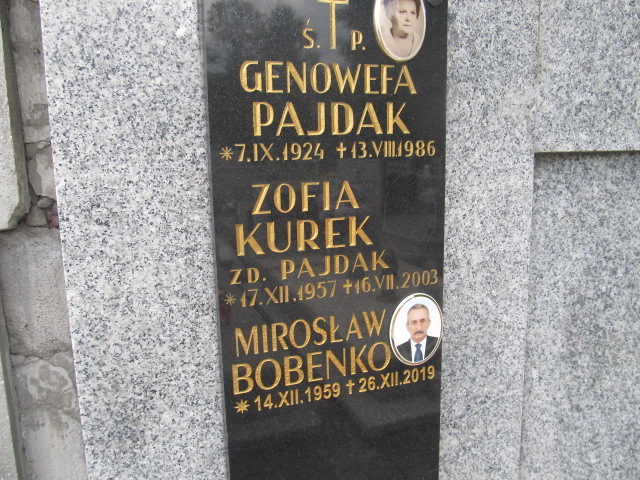 Ś. P.
GENOWEFA
PAJDAK
*7.IX.1924 +13.VIII.1986
ZOFIA
KUREK
ZD. PAJDAK
*17.XII.1957 +16.VII.2003
MIROSŁAW
BOBENKO
* 14.XII.1959 + 26.XII.2019